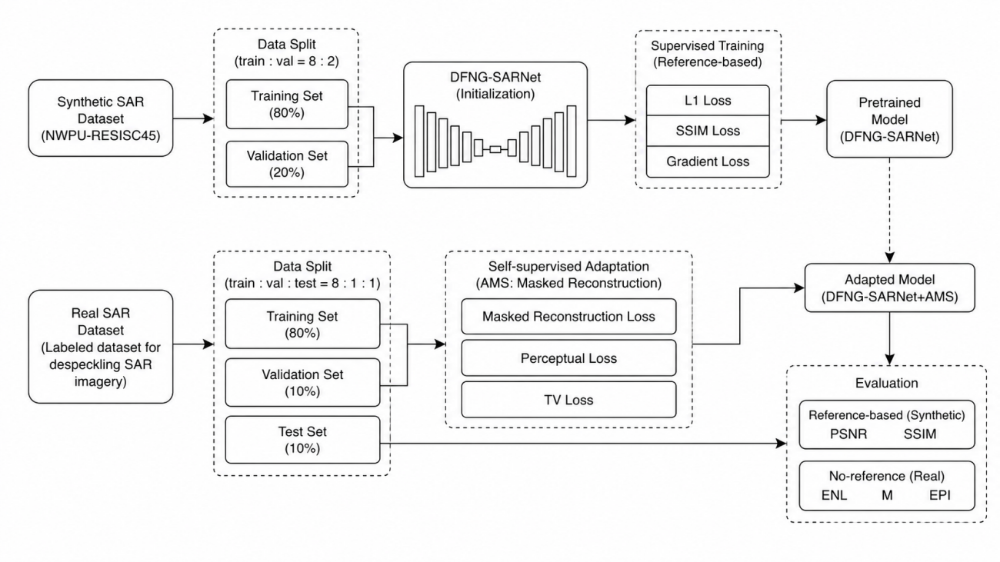 Synthetic SAR
Dataset
(NWPU-RESISC45)
Data Split
(train : val = 8 : 2)
Training Set
(80%)
Validation Set
(20%)
DFNG-SARNet
(Initialization)
Supervised Training
(Reference-based)
L1 Loss
SSIM Loss
Gradient Loss
Pretrained
Model
(DFNG-SARNet)
Real SAR
Dataset
(Labeled dataset for
despeckling SAR
imagery)
Data Split
(train : val : test = 8 : 1 : 1)
Training Set
(80%)
Validation Set
(10%)
Test Set
(10%)
Self-supervised Adaptation
(AMS: Masked Reconstruction)
Masked Reconstruction Loss
Perceptual Loss
TV Loss
Adapted Model
(DFNG-SARNet+AMS)
Evaluation
Reference-based (Synthetic)
PSNR SSIM
No-reference (Real)
ENL M EPI